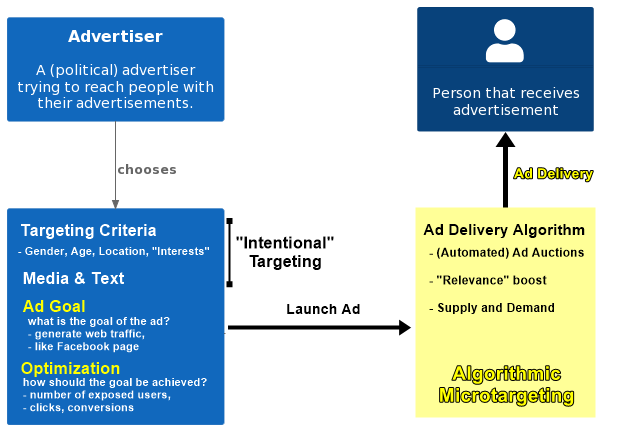 Advertiser
A (political) advertiser
trying to reach people with
their advertisements.
chooses
Targeting Criteria
- Gender, Age, Location, "Interests"
Media & Text
Ad Goal
what is the goal of the ad?
- generate web traffic,
- like Facebook page
Optimization
how should the goal be achieved?
- number of exposed users,
- clicks, conversions
"Intentional"
Targeting
Launch Ad
Ad Delivery Algorithm
- (Automated) Ad Auctions
- "Relevance" boost
- Supply and Demand
Algorithmic
Microtargeting
Ad Delivery
Person that receives
advertisement